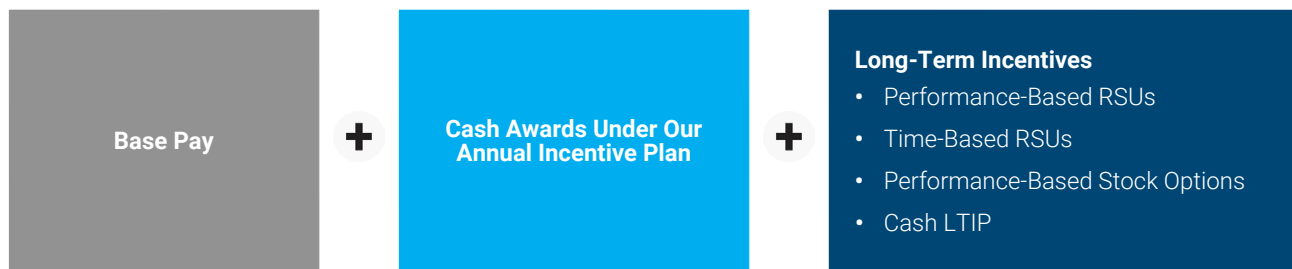 Base Pay
Cash Awards Under Our
Annual Incentive Plan
Long-Term Incentives
• Performance-Based RSUs
• Time-Based RSUs
• Performance-Based Stock Options
• Cash LTIP